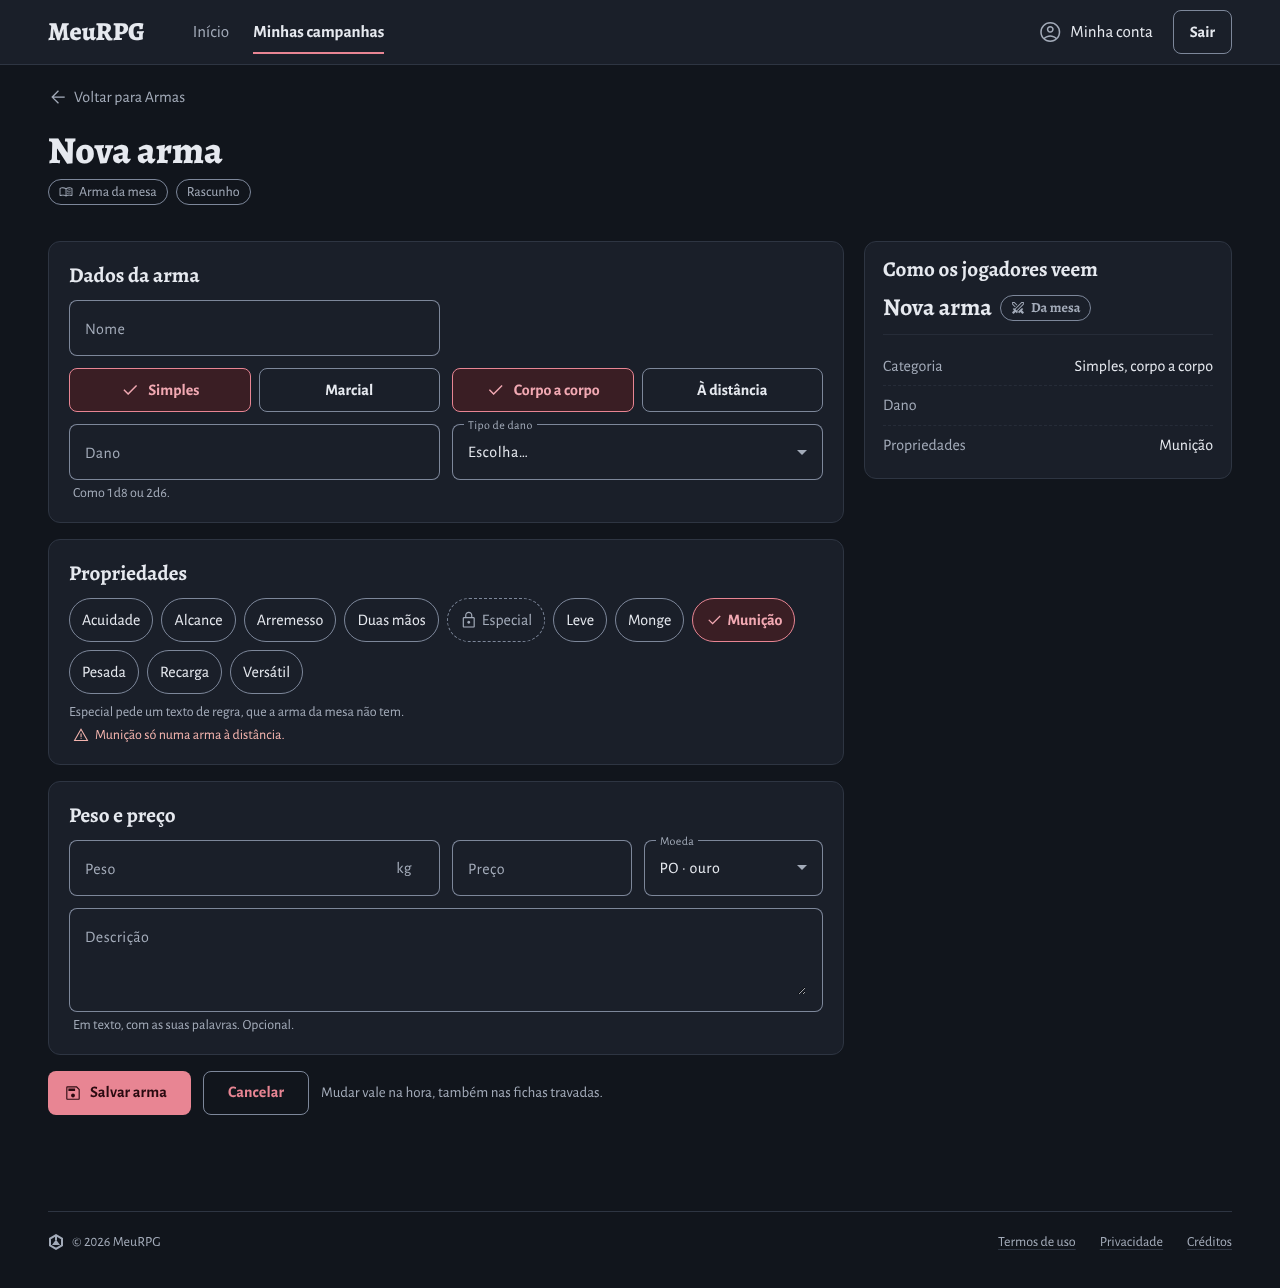 MeuRPG
Início
Minhas campanhas
Minha conta
Sair
Voltar para Armas
Nova arma
Arma da mesa
Rascunho
Dados da arma
Nome
Simples
Marcial
Corpo a corpo
À distância
Dano
Tipo de dano
Escolha...
Como 1d8 ou 2d6.
Propriedades
Acuidade
Alcance
Arremesso
Duas mãos
Especial
Leve
Monge
Munição
Pesada
Recarga
Versátil
Especial pede um texto de regra, que a arma da mesa não tem.
Munição só numa arma à distância.
Peso e preço
Peso
kg
Preço
Moeda
PO · ouro
Descrição
Em texto, com as suas palavras. Opcional.
Salvar arma
Cancelar
Mudar vale na hora, também nas fichas travadas.
Como os jogadores veem
Nova arma
Da mesa
Categoria
Simples, corpo a corpo
Dano
Propriedades
Munição
© 2026 MeuRPG
Termos de uso
Privacidade
Créditos